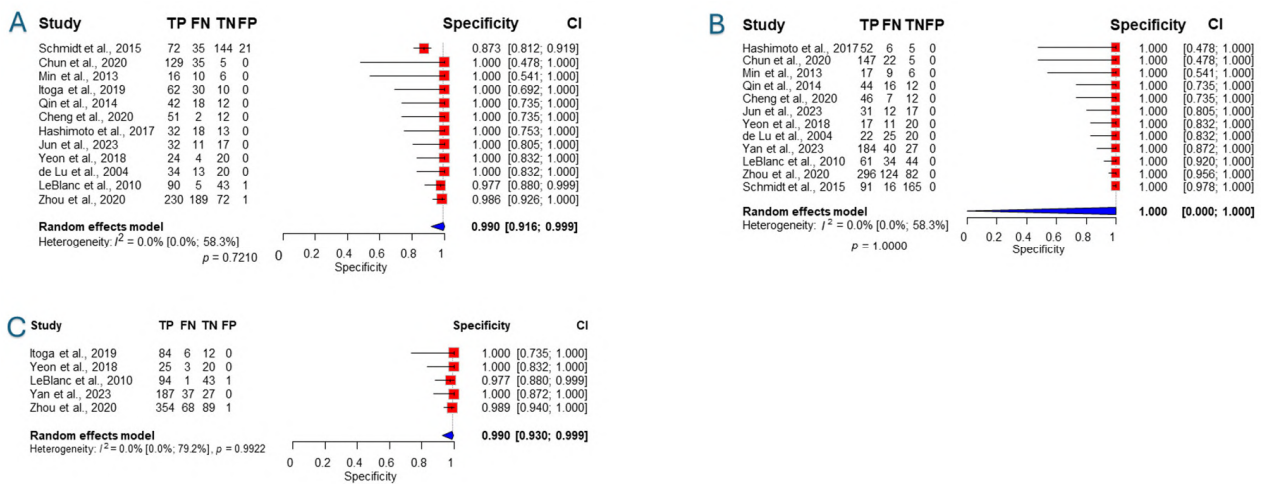 A
Study TP FN TN FP Specificity CI
Schmidt et al., 2015 72 35 144 21 0.873 [0.812; 0.919]
Chun et al., 2020 129 35 5 0 1.000 [0.478; 1.000]
Min et al., 2013 16 10 6 0 1.000 [0.541; 1.000]
Itoga et al., 2019 62 30 10 0 1.000 [0.692; 1.000]
Qin et al., 2014 42 18 12 0 1.000 [0.735; 1.000]
Cheng et al., 2020 51 2 12 0 1.000 [0.735; 1.000]
Hashimoto et al., 2017 32 18 13 0 1.000 [0.753; 1.000]
Jun et al., 2023 32 11 17 0 1.000 [0.805; 1.000]
Yeon et al., 2018 24 4 20 0 1.000 [0.832; 1.000]
de Lu et al., 2004 34 13 20 0 1.000 [0.832; 1.000]
LeBlanc et al., 2010 90 5 43 1 0.977 [0.880; 0.999]
Zhou et al., 2020 230 189 72 1 0.986 [0.926; 1.000]
Random effects model 0.990 [0.916; 0.999]
Heterogeneity: I² = 0.0% [0.0%; 58.3%]
p = 0.7210
0 0.2 0.4 0.6 0.8 1
Specificity
B
Study TP FN TNFP Specificity CI
Hashimoto et al., 2017 52 6 5 0 1.000 [0.478; 1.000]
Chun et al., 2020 147 22 5 0 1.000 [0.478; 1.000]
Min et al., 2013 17 9 6 0 1.000 [0.541; 1.000]
Qin et al., 2014 44 16 12 0 1.000 [0.735; 1.000]
Cheng et al., 2020 46 7 12 0 1.000 [0.735; 1.000]
Jun et al., 2023 31 12 17 0 1.000 [0.805; 1.000]
Yeon et al., 2018 17 11 20 0 1.000 [0.832; 1.000]
de Lu et al., 2004 22 25 20 0 1.000 [0.832; 1.000]
Yan et al., 2023 184 40 27 0 1.000 [0.872; 1.000]
LeBlanc et al., 2010 61 34 44 0 1.000 [0.920; 1.000]
Zhou et al., 2020 296 124 82 0 1.000 [0.956; 1.000]
Schmidt et al., 2015 91 16 165 0 1.000 [0.978; 1.000]
Random effects model 1.000 [0.000; 1.000]
Heterogeneity: I² = 0.0% [0.0%; 58.3%]
p = 1.0000
0 0.2 0.4 0.6 0.8 1
Specificity
C
Study TP FN TN FP Specificity CI
Itoga et al., 2019 84 6 12 0 1.000 [0.735; 1.000]
Yeon et al., 2018 25 3 20 0 1.000 [0.832; 1.000]
LeBlanc et al., 2010 94 1 43 1 0.977 [0.880; 0.999]
Yan et al., 2023 187 37 27 0 1.000 [0.872; 1.000]
Zhou et al., 2020 354 68 89 1 0.989 [0.940; 1.000]
Random effects model 0.990 [0.930; 0.999]
Heterogeneity: I² = 0.0% [0.0%; 79.2%], p = 0.9922
0 0.2 0.4 0.6 0.8 1
Specificity